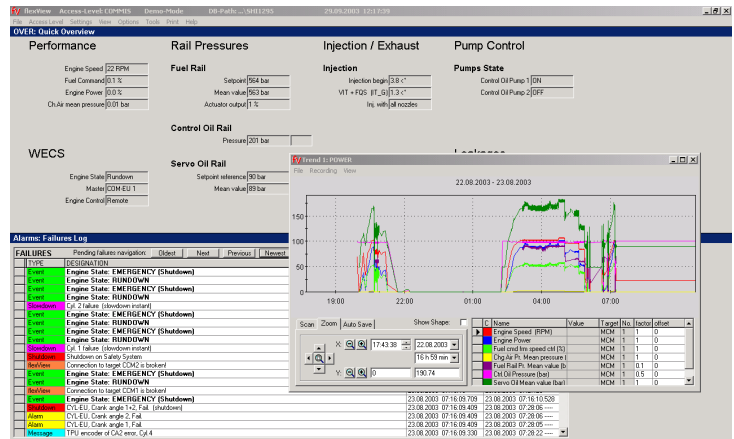 flexView Access-Level: COMMIS Demo-Mode DB-Path: ...\SHI1295 29.09.2003 12:17:39
File Access Level Settings View Options Tools Print Help
OVER: Quick Overview
Performance Rail Pressures Injection / Exhaust Pump Control
Fuel Rail Injection Pumps State
Engine Speed 22 RPM Setpoint 564 bar Injection begin 3.8 <° Control Oil Pump 1 ON
Fuel Command 0.1 % Mean value 563 bar VIT + FQS (IT_G) 1.3 <° Control Oil Pump 2 OFF
Engine Power 0.0 % Actuator output 1 % Inj. with all nozzles
Ch.Air mean pressure 0.01 bar
Control Oil Rail
Pressure 201 bar
WECS
Servo Oil Rail
Engine State Rundown Setpoint reference 90 bar
Master COM-EU 1 Mean value 89 bar
Engine Control Remote
Trend 1: POWER
File Recording View
22.08.2003 - 23.08.2003
150
100
50
0
19:00 22:00 01:00 04:00 07:00
Scan Zoom Auto Save Show Shape:
X: 17:43:38 22.08.2003
16 h 59 min
Y: 0 190.74
C Name Value Target No. factor offset
Engine Speed (RPM) MCM 1 1 0
Engine Power MCM 1 1 0
Fuel cmd lim speed ctrl (%) MCM 1 1 0
Chg Air Pr. Mean pressure ( MCM 1 1 0
Fuel Rail Pr. Mean value (b MCM 1 0.1 0
Ctrl Oil Pressure (bar) MCM 1 0.5 0
Servo Oil Mean value (bar) MCM 1 1 0
Alarms: Failures Log
FAILURES Pending failures navigation: Oldest Next Previous Newest
TYPE DESIGNATION
Event Engine State: EMERGENCY (Shutdown)
Event Engine State: RUNDOWN
Event Engine State: EMERGENCY (Shutdown)
Event Engine State: RUNDOWN
Slowdown Cyl. 2 failure (slowdown instant)
Event Engine State: EMERGENCY (Shutdown)
Event Engine State: RUNDOWN
Event Engine State: EMERGENCY (Shutdown)
Slowdown Cyl. 1 failure (slowdown instant)
Shutdown Shutdown on Safety System
flexView Connection to target CCM2 is broken!
Event Engine State: EMERGENCY (Shutdown)
Event Engine State: RUNDOWN
flexView Connection to target CCM1 is broken!
Event Engine State: EMERGENCY (Shutdown) 23.08.2003 07:16:09.709 23.08.2003 07:16:10.528
Shutdown CYL-EU, Crank angle 1+2, Fail. (shutdown) 23.08.2003 07:16:09.409 23.08.2003 07:28:06 ----
Alarm CYL-EU, Crank angle 2, Fail. 23.08.2003 07:16:09.409 23.08.2003 07:28:06 ----
Alarm CYL-EU, Crank angle 1, Fail. 23.08.2003 07:16:09.409 23.08.2003 07:28:05 ----
Message TPU encoder of CA2 error, Cyl.4 23.08.2003 07:16:09.330 23.08.2003 07:28:22 ----